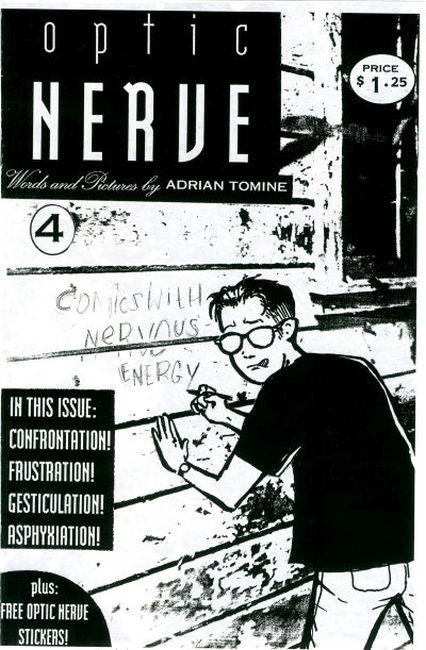 optic
NERVE
Words and Pictures by ADRIAN TOMINE
PRICE
$1.25
4
COMICS WITH
NERVOUS
ENERGY
IN THIS ISSUE:
CONFRONTATION!
FRUSTRATION!
GESTICULATION!
ASPHYXIATION!
plus:
FREE OPTIC NERVE
STICKERS!